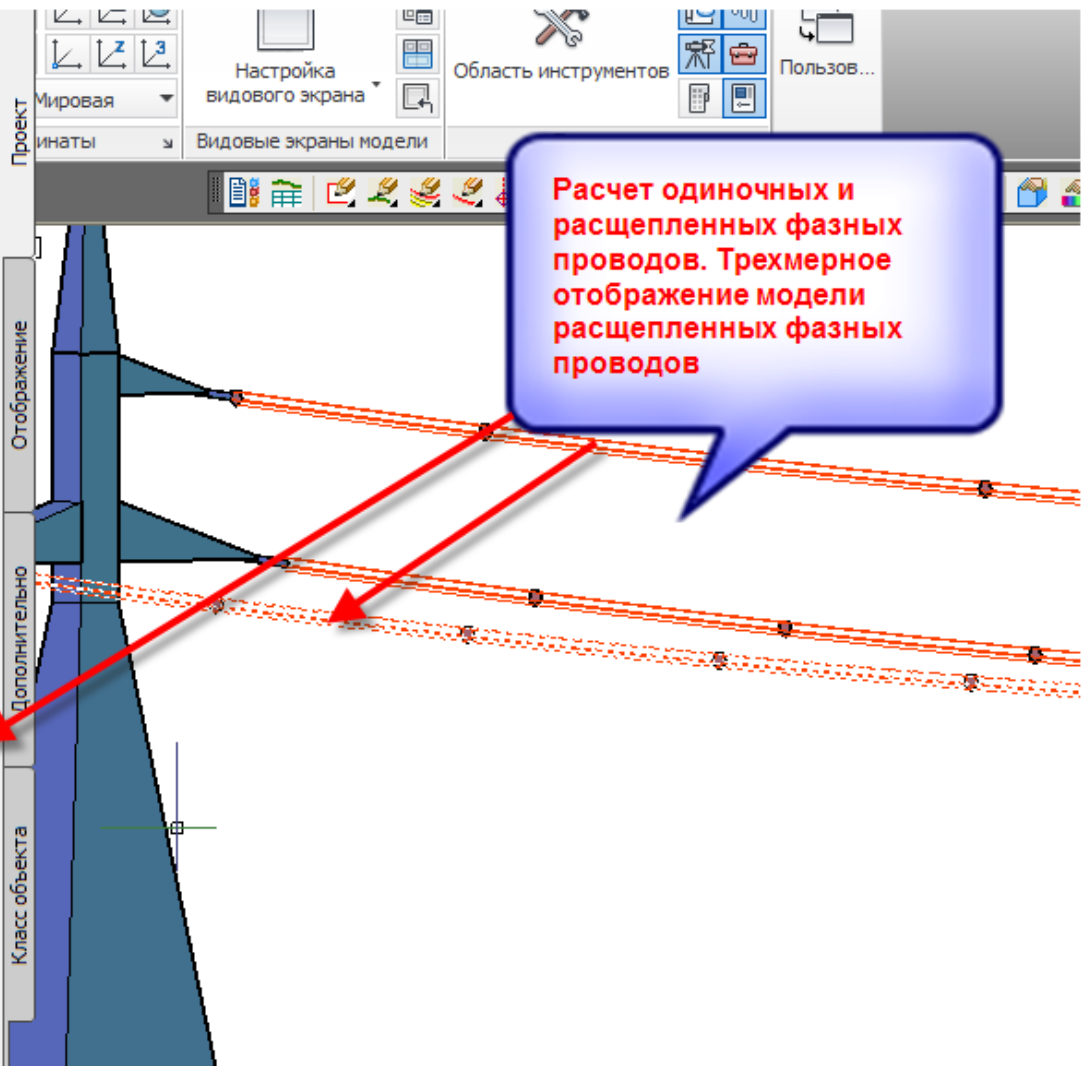 Настройка
видового экрана
Область инструментов
Пользов...
Мировая
инаты
Видовые экраны модели
Проект
Отображение
Дополнительно
Класс объекта
Расчет одиночных и
расщепленных фазных
проводов. Трехмерное
отображение модели
расщепленных фазных
проводов